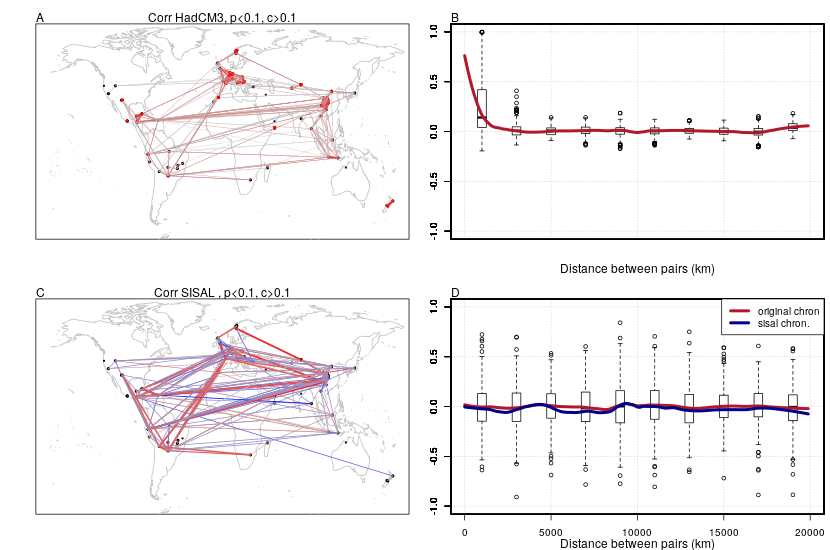 A
Corr HadCM3, p<0.1, c>0.1
B
1.0
0.5
0.0
-0.5
-1.0
Distance between pairs (km)
C
Corr SISAL , p<0.1, c>0.1
D
original chron
sisal chron.
1.0
0.5
0.0
-0.5
-1.0
0 5000 10000 15000 20000
Distance between pairs (km)